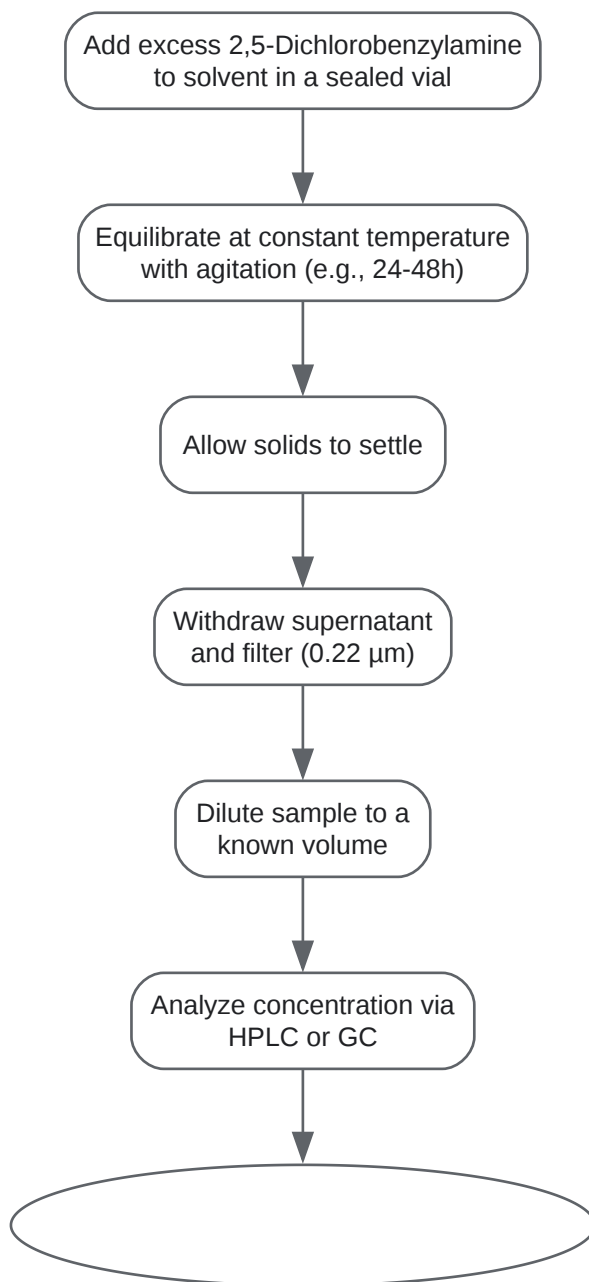 Add excess 2,5-Dichlorobenzylamine
to solvent in a sealed vial
Equilibrate at constant temperature
with agitation (e.g., 24-48h)
Allow solids to settle
Withdraw supernatant
and filter (0.22 µm)
Dilute sample to a
known volume
Analyze concentration via
HPLC or GC